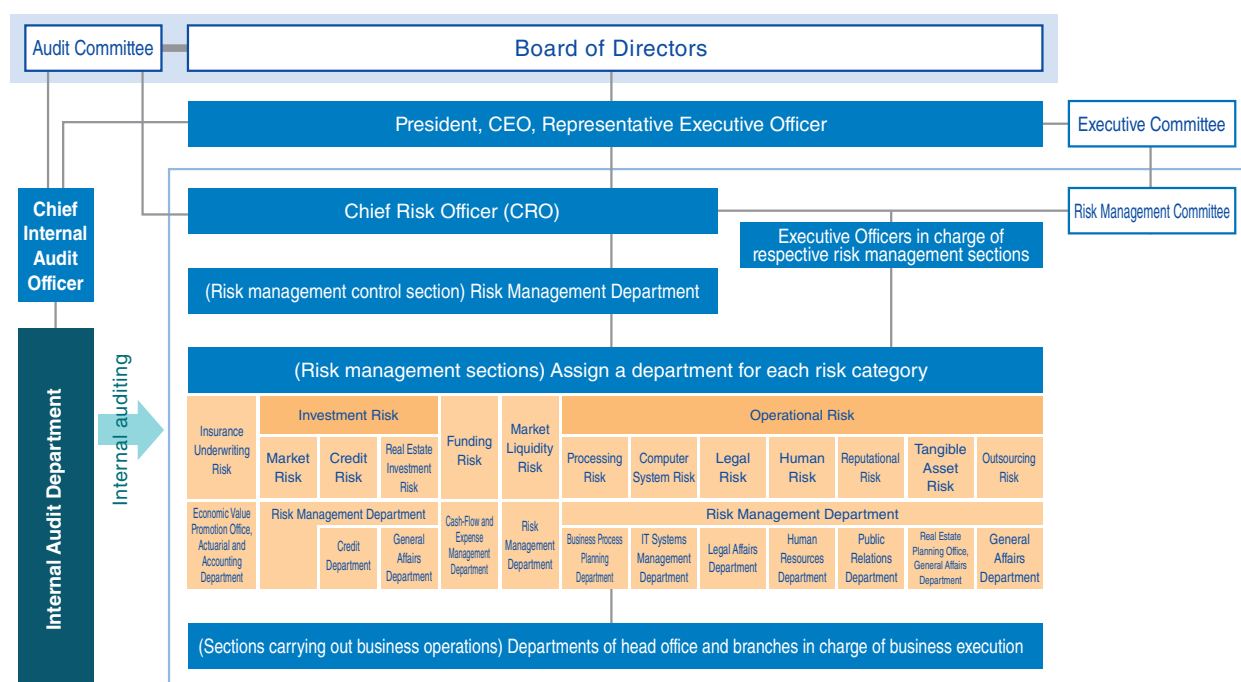 Audit Committee
Board of Directors
President, CEO, Representative Executive Officer
Executive Committee
Chief
Internal
Audit
Officer
Chief Risk Officer (CRO)
Risk Management Committee
Executive Officers in charge of
respective risk management sections
(Risk management control section) Risk Management Department
Internal Audit Department
Internal auditing
(Risk management sections) Assign a department for each risk category
Insurance
Underwriting
Risk
Investment Risk
Market
Risk
Credit
Risk
Real Estate
Investment
Risk
Funding
Risk
Market
Liquidity
Risk
Operational Risk
Processing
Risk
Computer
System Risk
Legal
Risk
Human
Risk
Reputational
Risk
Tangible
Asset
Risk
Outsourcing
Risk
Economic Value
Promotion Office,
Actuarial and
Accounting
Department
Risk Management Department
Credit
Department
General
Affairs
Department
Cash-Flow and
Expense
Management
Department
Risk
Management
Department
Risk Management Department
Business Process
Planning
Department
IT Systems
Management
Department
Legal Affairs
Department
Human
Resources
Department
Public
Relations
Department
Real Estate
Planning Office,
General Affairs
Department
General
Affairs
Department
(Sections carrying out business operations) Departments of head office and branches in charge of business execution